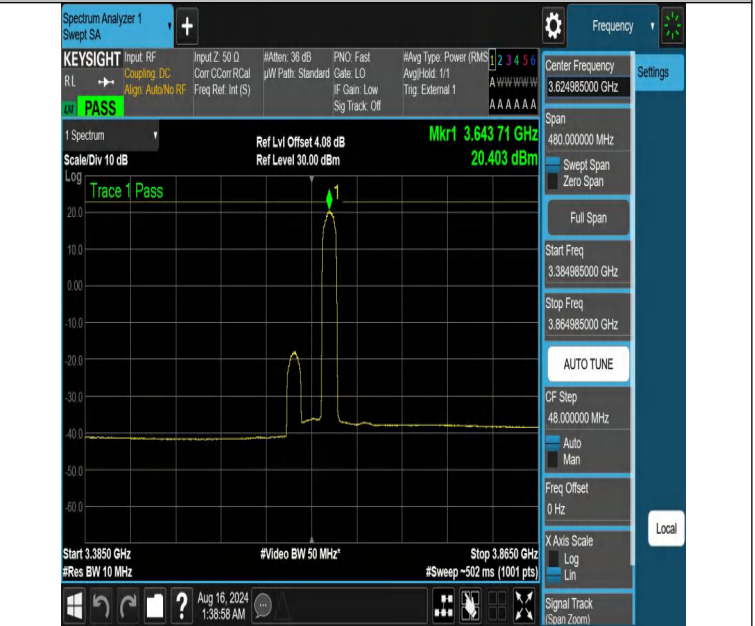 Spectrum Analyzer 1
Swept SA
+
Frequency
KEYSIGHT
RL
PASS
Input: RF
Coupling: DC
Align: Auto/No RF
Input Z: 50 Ω
Corr CCorr RCal
Freq Ref: Int (S)
#Atten: 36 dB
µW Path: Standard
PNO: Fast
Gate: LO
IF Gain: Low
Sig Track: Off
#Avg Type: Power (RMS
Avg|Hold: 1/1
Trig: External 1
1 2 3 4 5 6
A W W W W W
A A A A A A
1 Spectrum
Scale/Div 10 dB
Log
Ref Lvl Offset 4.08 dB
Ref Level 30.00 dBm
Mkr1 3.643 71 GHz
20.403 dBm
Trace 1 Pass
1
20.0
10.0
0.00
-10.0
-20.0
-30.0
-40.0
-50.0
-60.0
Start 3.3850 GHz
#Res BW 10 MHz
#Video BW 50 MHz*
Stop 3.8650 GHz
#Sweep ~502 ms (1001 pts)
Center Frequency
3.624985000 GHz
Settings
Span
480.000000 MHz
Swept Span
Zero Span
Full Span
Start Freq
3.384985000 GHz
Stop Freq
3.864985000 GHz
AUTO TUNE
CF Step
48.000000 MHz
Auto
Man
Freq Offset
0 Hz
X Axis Scale
Log
Lin
Local
Signal Track
(Span Zoom)
?
Aug 16, 2024
1:38:58 AM